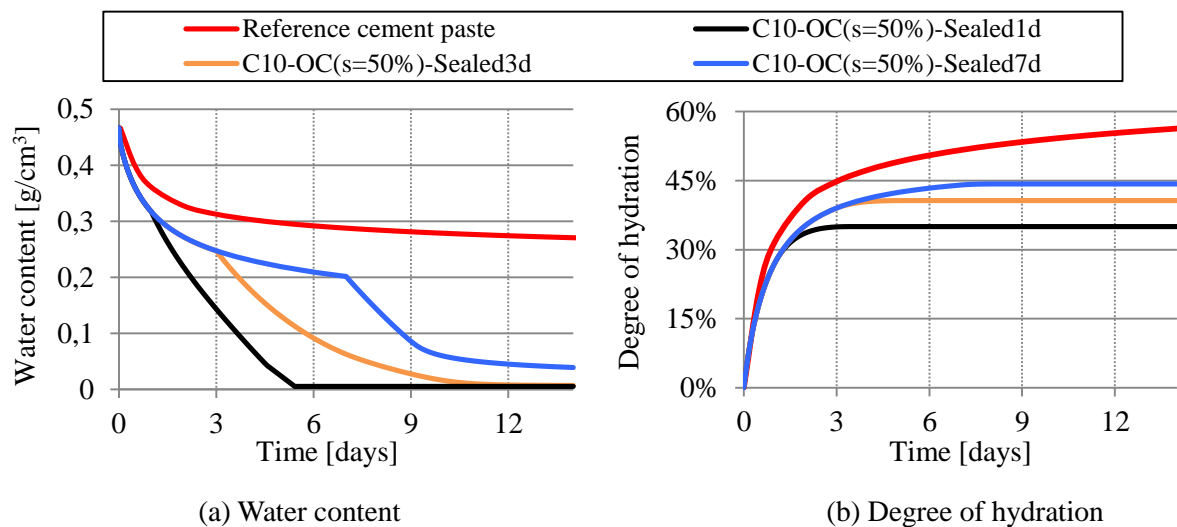 Reference cement paste
C10-OC(s=50%)-Sealed1d
C10-OC(s=50%)-Sealed3d
C10-OC(s=50%)-Sealed7d
Water content [g/cm³]
0,5
0.4
0.3
0.2
0.1
0
0 3 6 9 12
Time [days]
(a) Water content
Degree of hydration
60%
45%
30%
15%
0%
0 3 6 9 12
Time [days]
(b) Degree of hydration